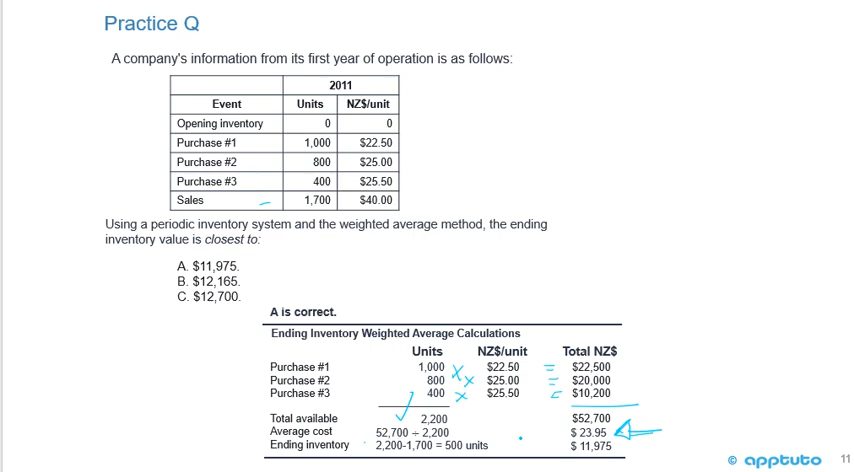 Practice Q
A company's information from its first year of operation is as follows:
2011
Event Units NZ$/unit
Opening inventory 0 0
Purchase #1 1,000 $22.50
Purchase #2 800 $25.00
Purchase #3 400 $25.50
Sales 1,700 $40.00
Using a periodic inventory system and the weighted average method, the ending
inventory value is closest to:
A. $11,975.
B. $12,165.
C. $12,700.
A is correct.
Ending Inventory Weighted Average Calculations
Units NZ$/unit Total NZ$
Purchase #1 1,000 × $22.50 = $22,500
Purchase #2 800 × $25.00 = $20,000
Purchase #3 400 × $25.50 = $10,200
Total available 2,200 $52,700
Average cost 52,700 ÷ 2,200 $ 23.95
Ending inventory 2,200-1,700 = 500 units $ 11,975
© apptuto 11